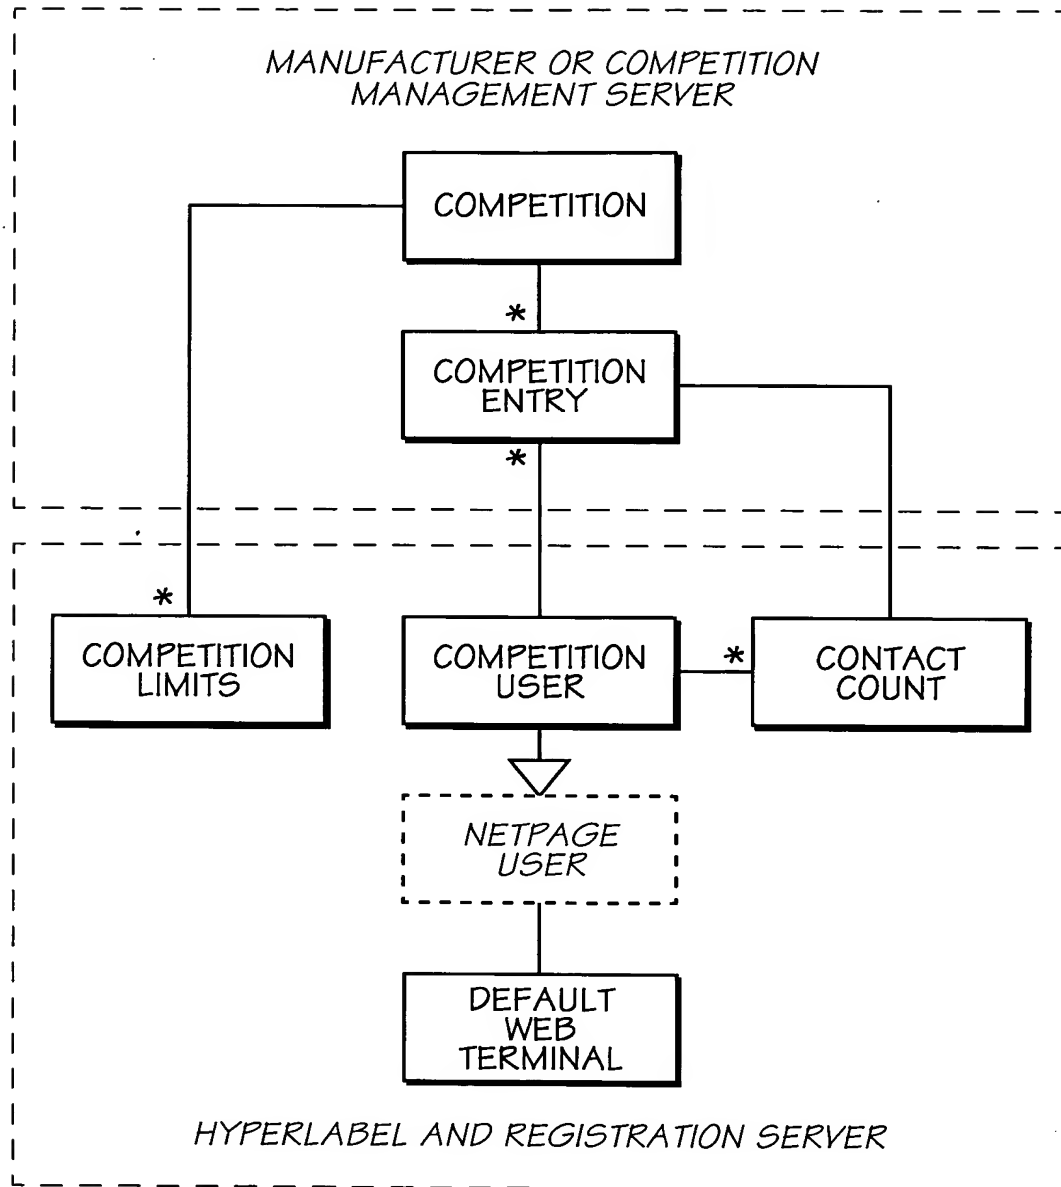 MANUFACTURER OR COMPETITION
MANAGEMENT SERVER
COMPETITION
*
COMPETITION
ENTRY
*
*
COMPETITION
LIMITS
COMPETITION
USER
*
CONTACT
COUNT
NETPAGE
USER
DEFAULT
WEB
TERMINAL
HYPERLABEL AND REGISTRATION SERVER